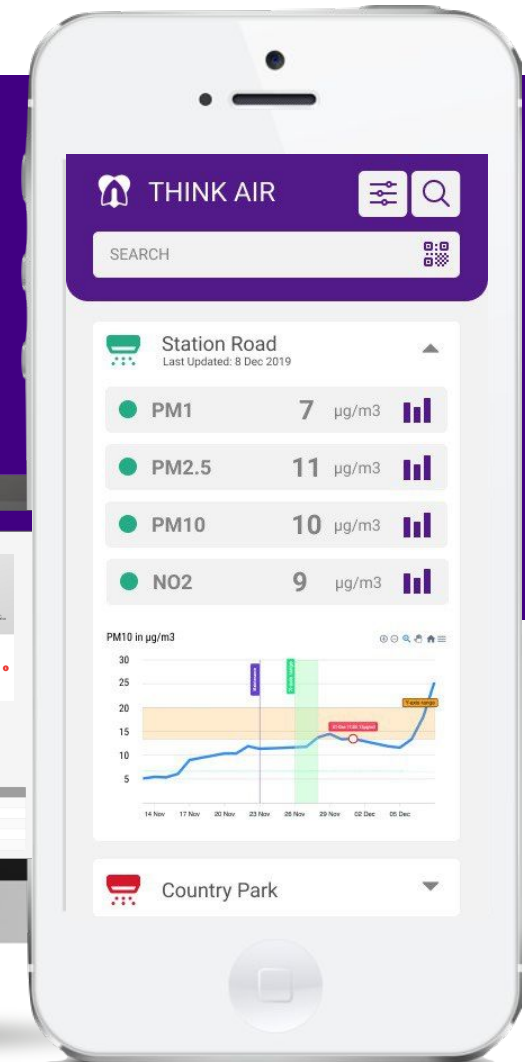 THINK AIR
SEARCH
Station Road
Last Updated: 8 Dec 2019
PM1 7 µg/m3
PM2.5 11 µg/m3
PM10 10 µg/m3
NO2 9 µg/m3
PM10 in µg/m3
30
25
20
15
10
5
Y-axis range
14 Nov 17 Nov 20 Nov 23 Nov 26 Nov 29 Nov 02 Dec 05 Dec
Country Park